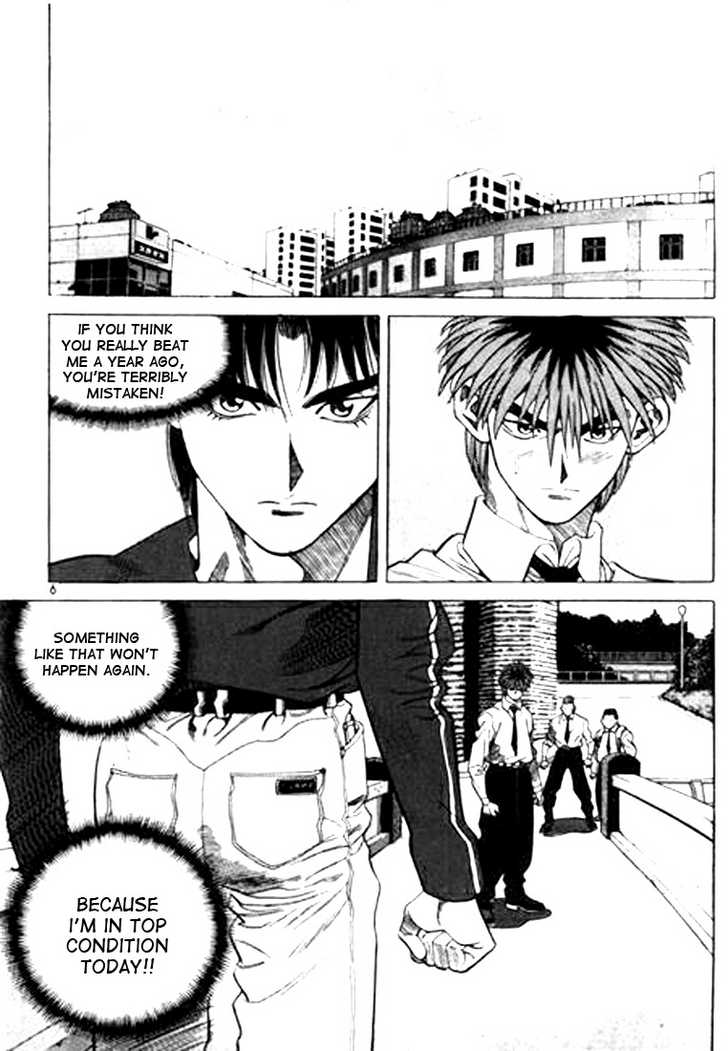 IF YOU THINK
YOU REALLY BEAT
ME A YEAR AGO,
YOU'RE TERRIBLY
MISTAKEN!
6
SOMETHING
LIKE THAT WON'T
HAPPEN AGAIN.
BECAUSE
I'M IN TOP
CONDITION
TODAY!!